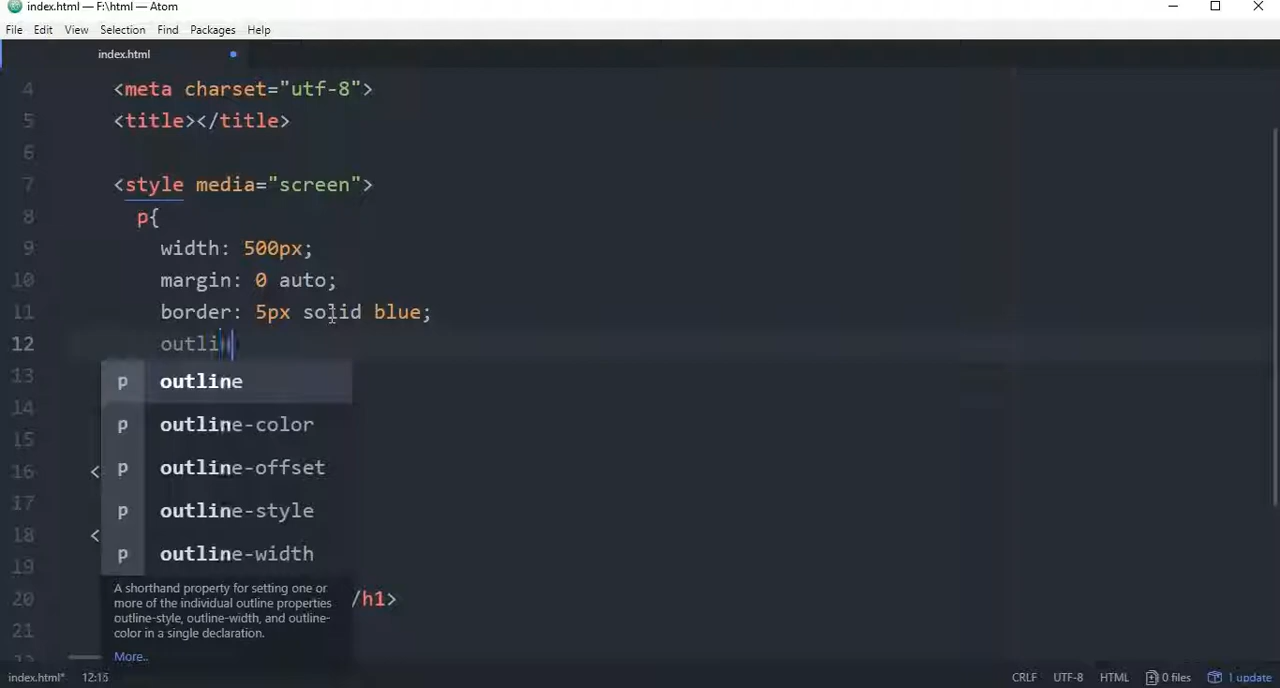 index.html — F:\html — Atom
File Edit View Selection Find Packages Help
index.html
4 <meta charset="utf-8">
5 <title></title>
6
7 <style media="screen">
8 p{
9 width: 500px;
10 margin: 0 auto;
11 border: 5px solid blue;
12 outli
13 p outline
14 p outline-color
15
16 < p outline-offset
17 p outline-style
18 <
19 p outline-width
A shorthand property for setting one or
20 more of the individual outline properties /h1>
outline-style, outline-width, and outline-
21 color in a single declaration.
More..
index.html* 12:16 CRLF UTF-8 HTML 0 files 1 update